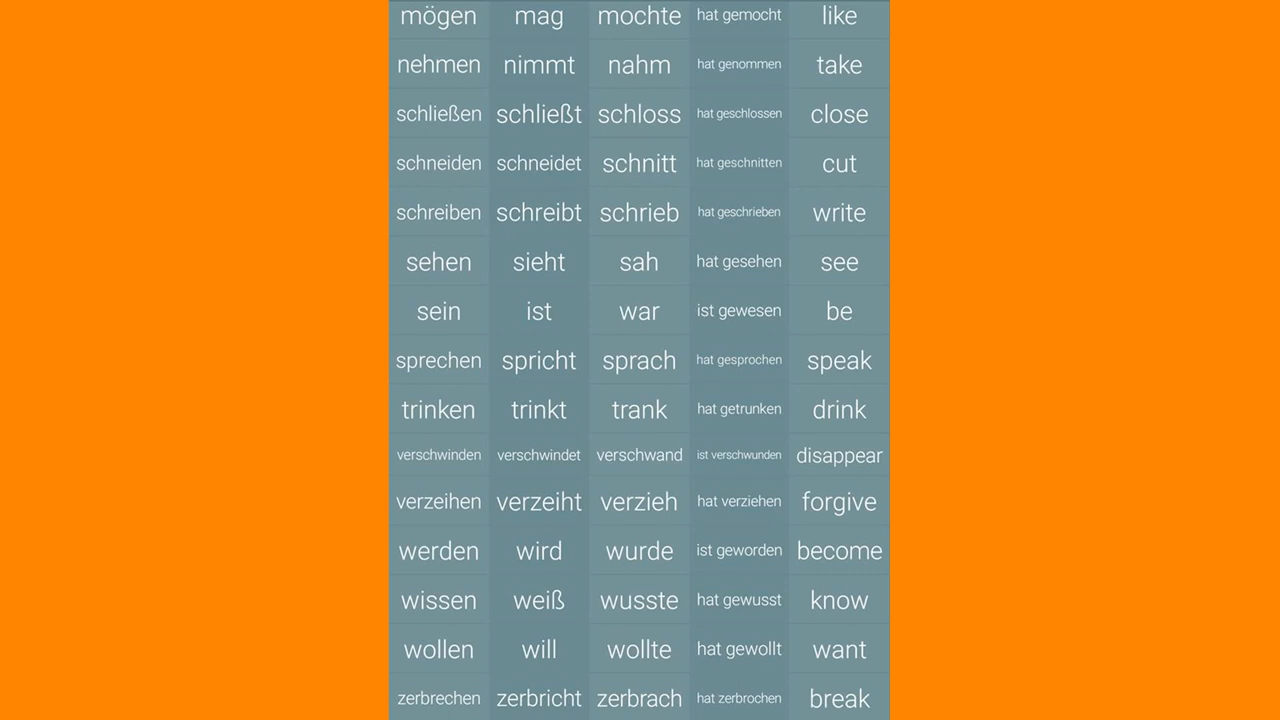 mögen mag mochte hat gemocht like
nehmen nimmt nahm hat genommen take
schließen schließt schloss hat geschlossen close
schneiden schneidet schnitt hat geschnitten cut
schreiben schreibt schrieb hat geschrieben write
sehen sieht sah hat gesehen see
sein ist war ist gewesen be
sprechen spricht sprach hat gesprochen speak
trinken trinkt trank hat getrunken drink
verschwinden verschwindet verschwand ist verschwunden disappear
verzeihen verzeiht verzieh hat verziehen forgive
werden wird wurde ist geworden become
wissen weiß wusste hat gewusst know
wollen will wollte hat gewollt want
zerbrechen zerbricht zerbrach hat zerbrochen break